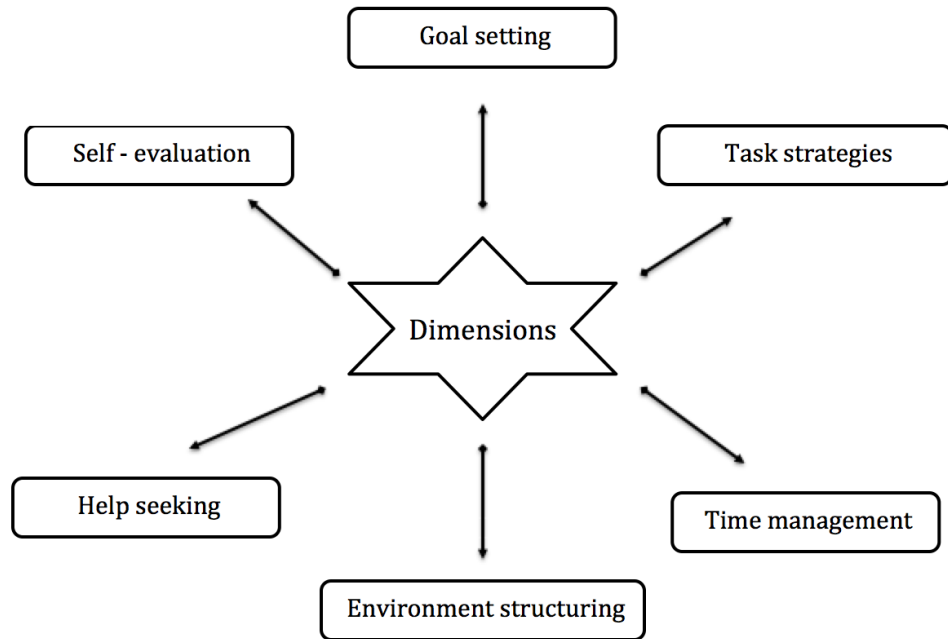 Goal setting
Self - evaluation
Task strategies
Dimensions
Help seeking
Time management
Environment structuring